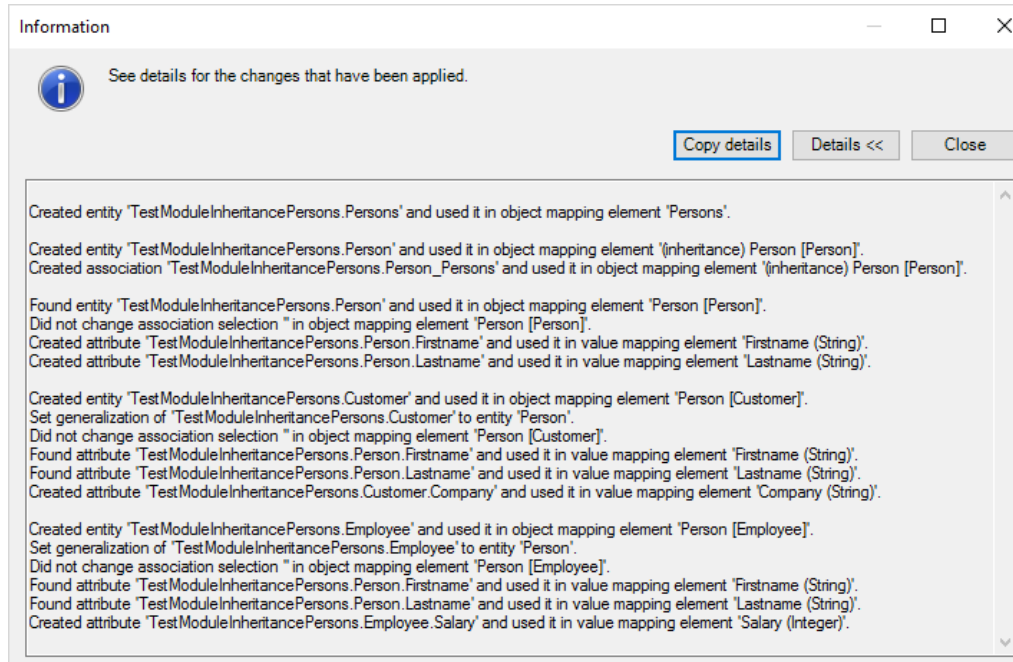 Information
See details for the changes that have been applied.
Copy details
Details <<
Close
Created entity 'TestModuleInheritancePersons.Persons' and used it in object mapping element 'Persons'.
Created entity 'TestModuleInheritancePersons.Person' and used it in object mapping element '(inheritance) Person [Person]'.
Created association 'TestModuleInheritancePersons.Person_Persons' and used it in object mapping element '(inheritance) Person [Person]'.
Found entity 'TestModuleInheritancePersons.Person' and used it in object mapping element 'Person [Person]'.
Did not change association selection '' in object mapping element 'Person [Person]'.
Created attribute 'TestModuleInheritancePersons.Person.Firstname' and used it in value mapping element 'Firstname (String)'.
Created attribute 'TestModuleInheritancePersons.Person.Lastname' and used it in value mapping element 'Lastname (String)'.
Created entity 'TestModuleInheritancePersons.Customer' and used it in object mapping element 'Person [Customer]'.
Set generalization of 'TestModuleInheritancePersons.Customer' to entity 'Person'.
Did not change association selection '' in object mapping element 'Person [Customer]'.
Found attribute 'TestModuleInheritancePersons.Person.Firstname' and used it in value mapping element 'Firstname (String)'.
Found attribute 'TestModuleInheritancePersons.Person.Lastname' and used it in value mapping element 'Lastname (String)'.
Created attribute 'TestModuleInheritancePersons.Customer.Company' and used it in value mapping element 'Company (String)'.
Created entity 'TestModuleInheritancePersons.Employee' and used it in object mapping element 'Person [Employee]'.
Set generalization of 'TestModuleInheritancePersons.Employee' to entity 'Person'.
Did not change association selection '' in object mapping element 'Person [Employee]'.
Found attribute 'TestModuleInheritancePersons.Person.Firstname' and used it in value mapping element 'Firstname (String)'.
Found attribute 'TestModuleInheritancePersons.Person.Lastname' and used it in value mapping element 'Lastname (String)'.
Created attribute 'TestModuleInheritancePersons.Employee.Salary' and used it in value mapping element 'Salary (Integer)'.